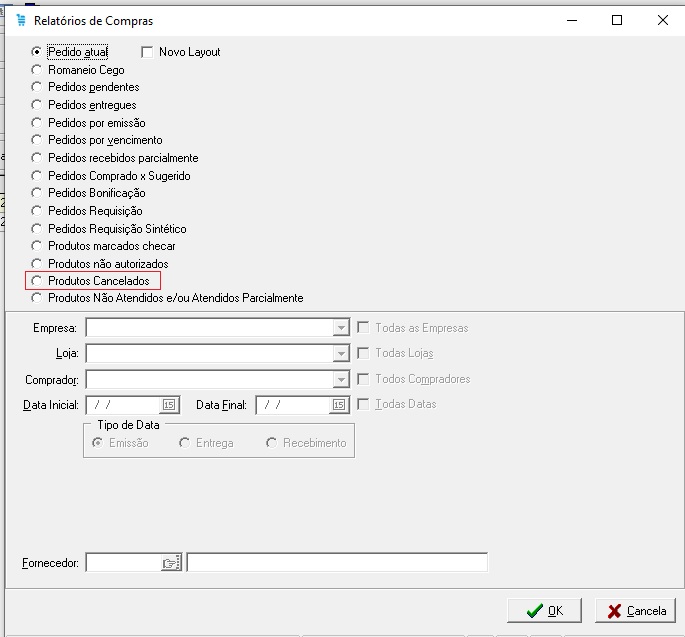 Relatórios de Compras
Pedido atual Novo Layout
Romaneio Cego
Pedidos pendentes
Pedidos entregues
Pedidos por emissão
Pedidos por vencimento
Pedidos recebidos parcialmente
Pedidos Comprado x Sugerido
Pedidos Bonificação
Pedidos Requisição
Pedidos Requisição Sintético
Produtos marcados checar
Produtos não autorizados
Produtos Cancelados
Produtos Não Atendidos e/ou Atendidos Parcialmente
Empresa: Todas as Empresas
Loja: Todas Lojas
Comprador: Todos Compradores
Data Inicial: / / 15 Data Final: / / 15 Todas Datas
Tipo de Data
Emissão Entrega Recebimento
Fornecedor:
OK Cancela